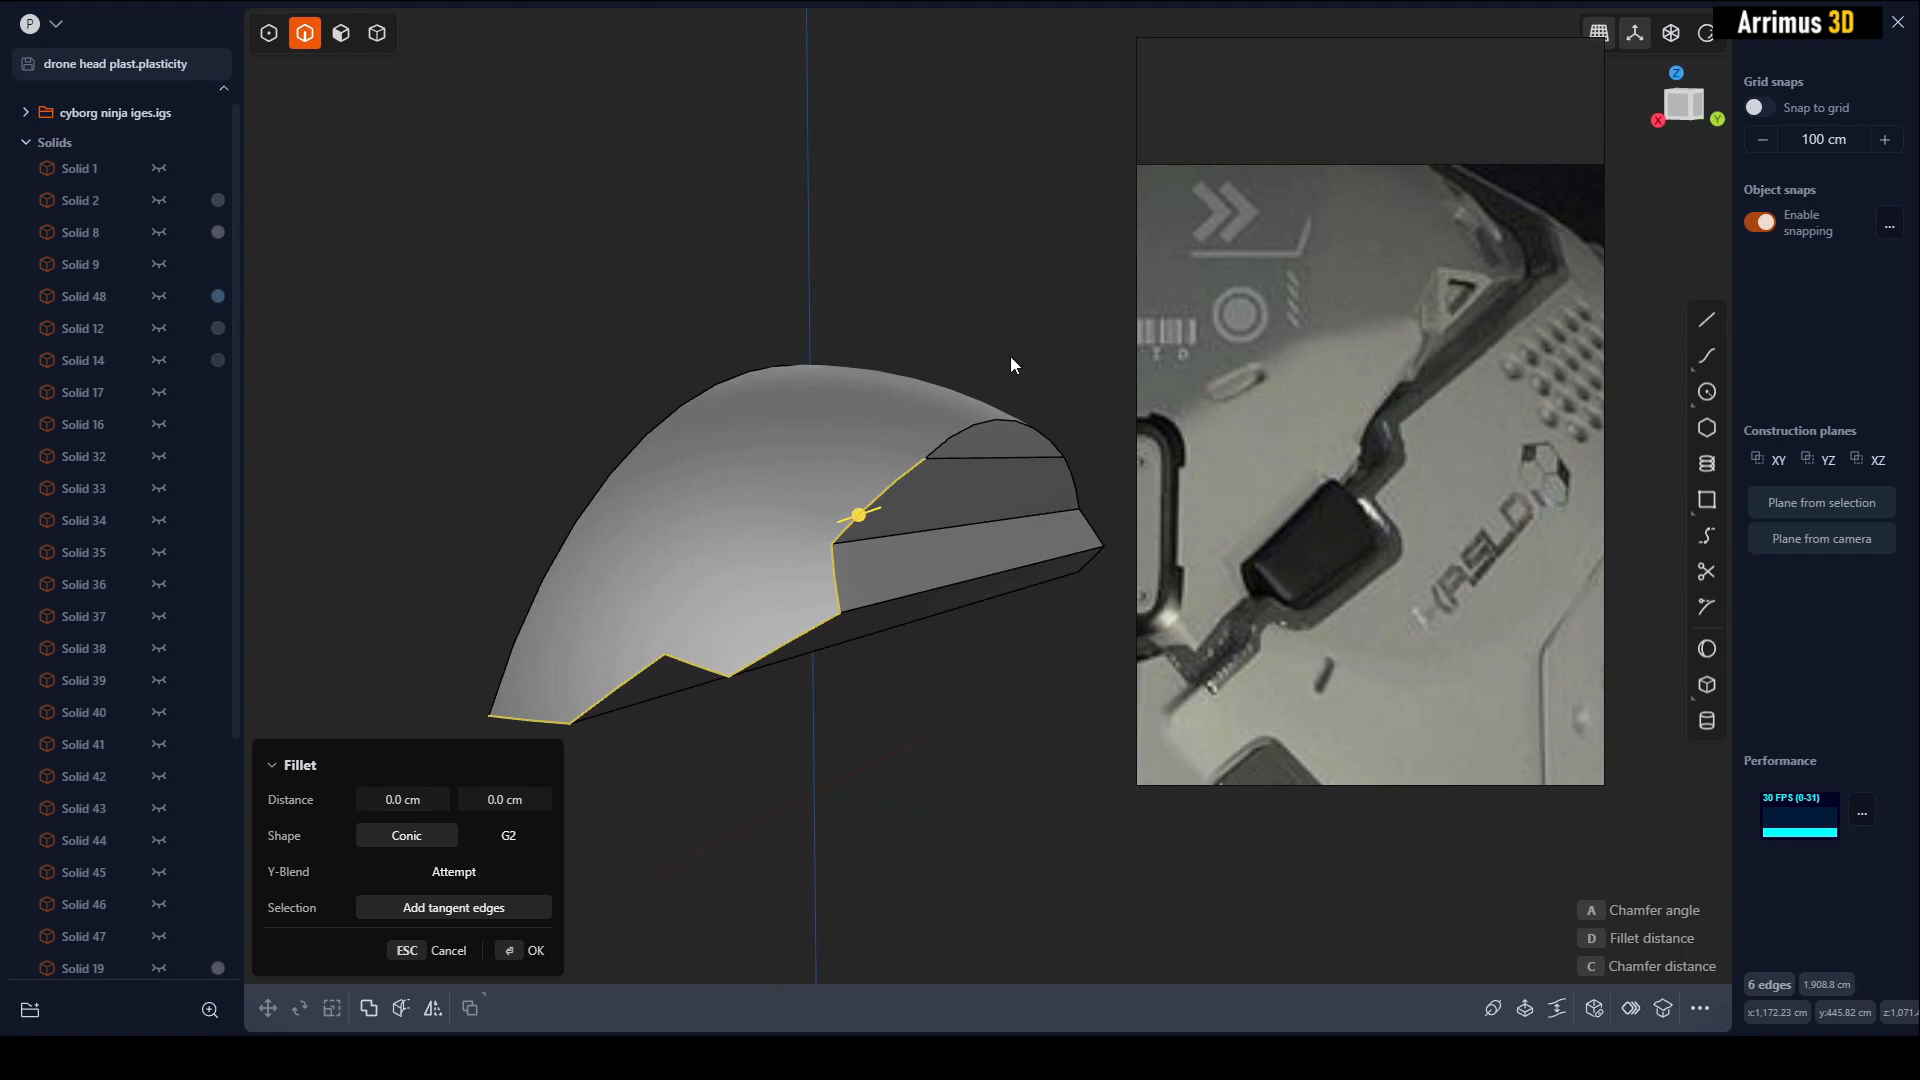 P
Arrimus 3D
drone head plast.plasticity
cyborg ninja iges.igs
Solids
Solid 1
Solid 2
Solid 8
Solid 9
Solid 48
Solid 12
Solid 14
Solid 17
Solid 16
Solid 32
Solid 33
Solid 34
Solid 35
Solid 36
Solid 37
Solid 38
Solid 39
Solid 40
Solid 41
Solid 42
Solid 43
Solid 44
Solid 45
Solid 46
Solid 47
Solid 19
Fillet
Distance 0.0 cm 0.0 cm
Shape Conic G2
Y-Blend Attempt
Selection Add tangent edges
ESC Cancel OK
Z
X
Y
I D
A Chamfer angle
D Fillet distance
C Chamfer distance
Grid snaps
Snap to grid
100 cm
Object snaps
Enable
snapping
...
Construction planes
XY YZ XZ
Plane from selection
Plane from camera
Performance
30 FPS (0-31)
...
6 edges 1,908.8 cm
x:1,172.23 cm y:445.82 cm